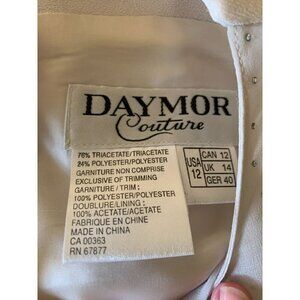 DAYMOR
Couture
76% TRIACETATE/TRIACETATE
24% POLYESTER/POLYESTER
GARNITURE NON COMPRISE
EXCLUSIVE OF TRIMMING
GARNITURE / TRIM :
100% POLYESTER/POLYESTER
DOUBLURE/LINING :
100% ACETATE/ACETATE
FABRIQUE EN CHINE
MADE IN CHINA
CA 00363
RN 67877
USA
12
CAN 12
UK 14
GER 40